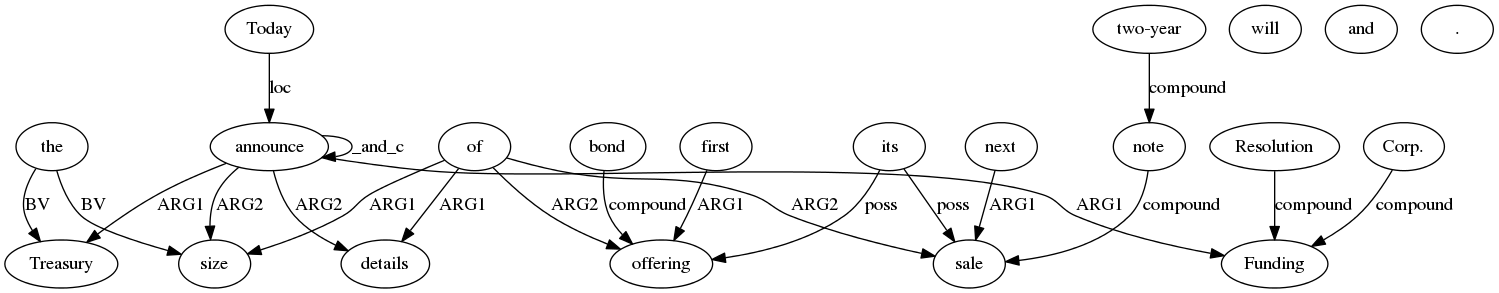 Today two-year will and .
loc compound
the announce _and_c of bond first its next note Resolution Corp.
BV BV ARG1 ARG2 ARG2 ARG1 ARG1 ARG2 compound ARG1 ARG2 poss poss ARG1 ARG1 compound compound compound
Treasury size details offering sale Funding